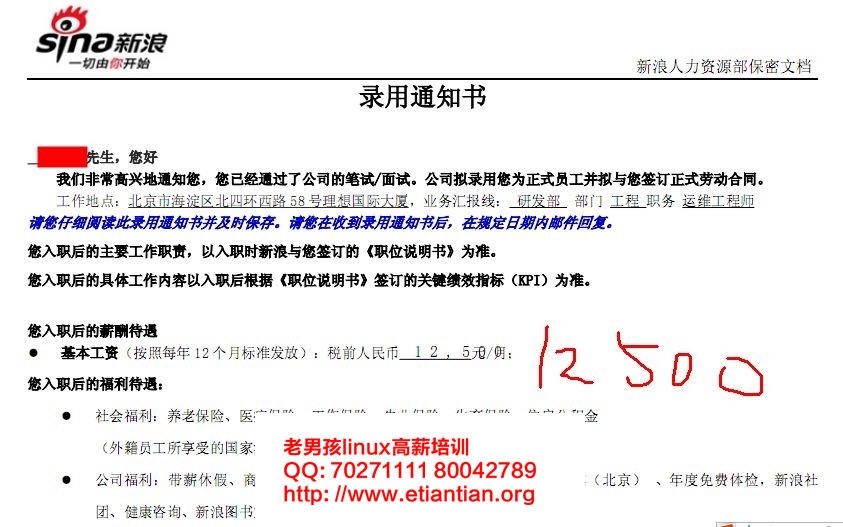 sina新浪
一切由你开始
新浪人力资源部保密文档
录用通知书
先生，您好
我们非常高兴地通知您，您已经通过了公司的笔试/面试。公司拟录用您为正式员工并拟与您签订正式劳动合同。
工作地点：北京市海淀区北四环西路58号理想国际大厦，业务汇报线：研发部 部门 工程 职务 运维工程师
请您仔细阅读此录用通知书并及时保存。请您在收到录用通知书后，在规定日期内邮件回复。
您入职后的主要工作职责，以入职时新浪与您签订的《职位说明书》为准。
您入职后的具体工作内容以入职后根据《职位说明书》签订的关键绩效指标（KPI）为准。
您入职后的薪酬待遇
● 基本工资（按照每年12个月标准发放）：税前人民币 12,5元/月；
12500
您入职后的福利待遇：
● 社会福利：养老保险、医疗保险、工作保险、失业保险、生育保险、住房公积金
（外籍员工所享受的国家
● 公司福利：带薪休假、商 （北京）、年度免费体检，新浪社
团、健康咨询、新浪图书
老男孩linux高薪培训
QQ: 70271111 80042789
http: //www.etiantian.org